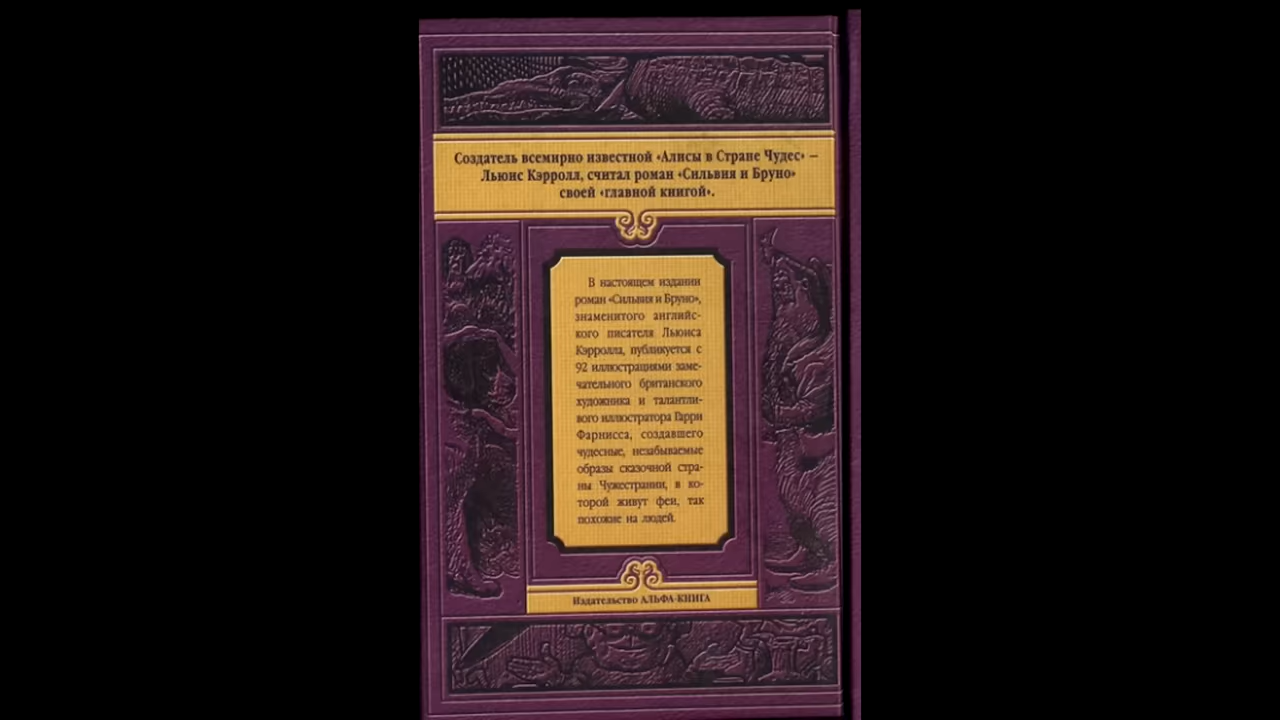 Создатель всемирно известной «Алисы в Стране Чудес» –
Льюис Кэрролл, считал роман «Сильвия и Бруно»
своей «главной книгой».
В настоящем издании
роман «Сильвия и Бруно»,
знаменитого английс-
кого писателя Льюиса
Кэрролла, публикуется с
92 иллюстрациями заме-
чательного британского
художника и талантли-
вого иллюстратора Гарри
Фарнисса, создавшего
чудесные, незабываемые
образы сказочной стра-
ны Чужестрании, в ко-
торой живут феи, так
похожие на людей.
Издательство АЛЬФА-КНИГА